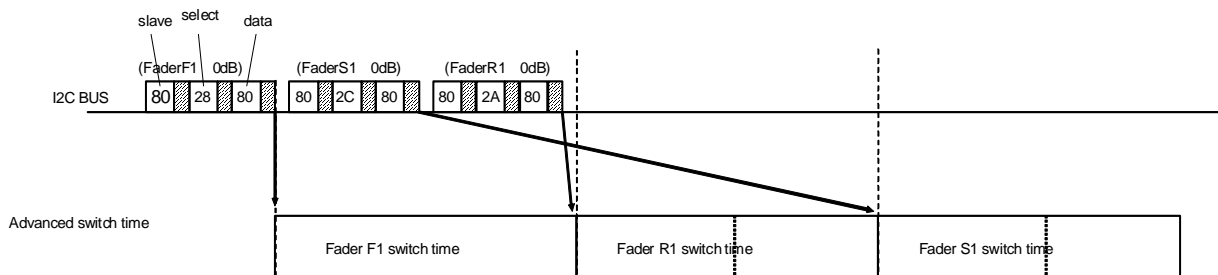 slave select data
(FaderF1 0dB) (FaderS1 0dB) (FaderR1 0dB)
I2C BUS 80 28 80 80 2C 80 80 2A 80
Advanced switch time Fader F1 switch time Fader R1 switch time Fader S1 switch time